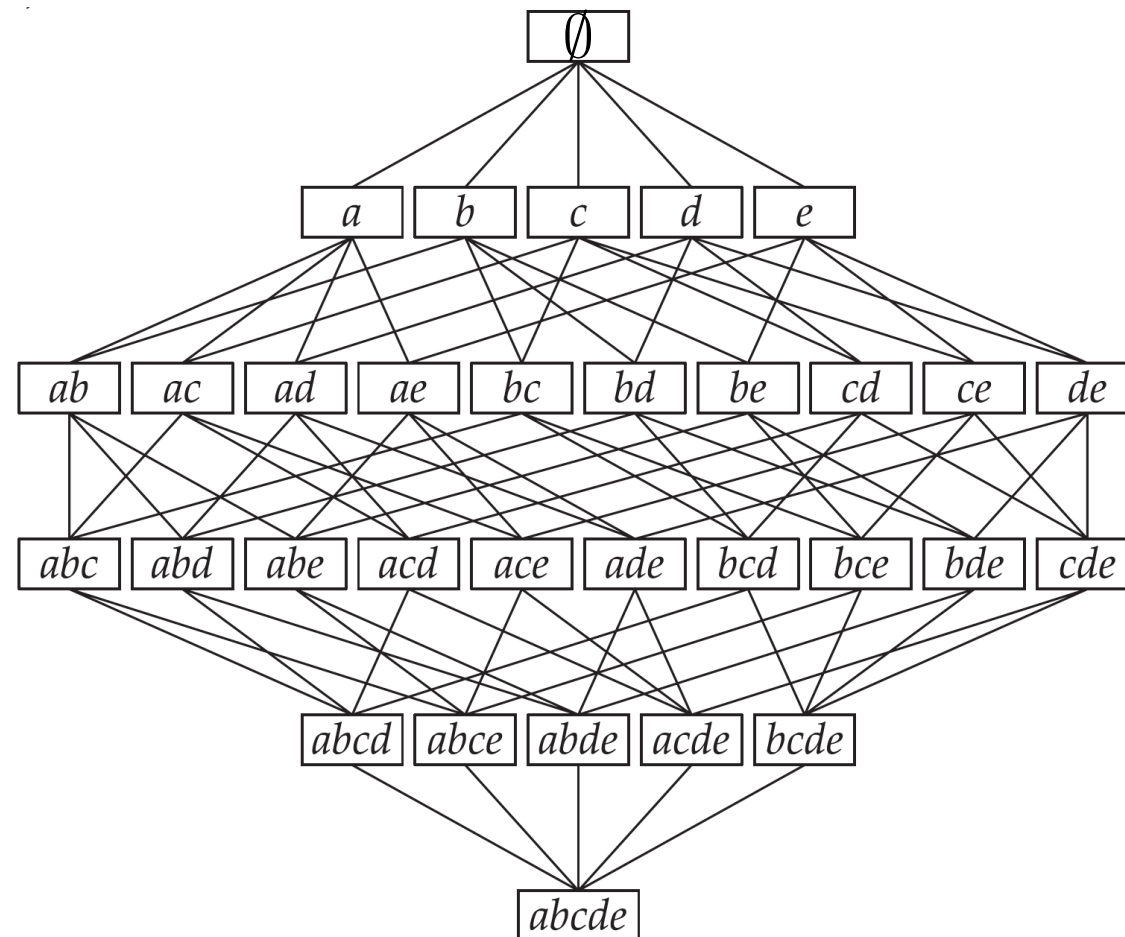 ∅
a b c d e
ab ac ad ae bc bd be cd ce de
abc abd abe acd ace ade bcd bce bde cde
abcd abce abde acde bcde
abcde